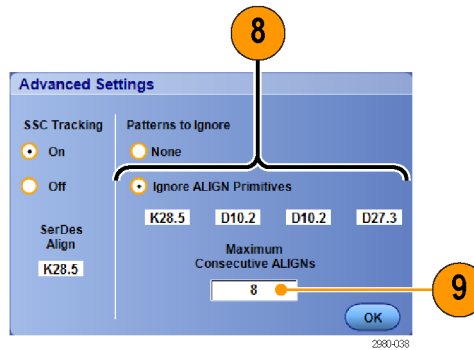 8
Advanced Settings
SSC Tracking
Patterns to Ignore
On
None
Off
Ignore ALIGN Primitives
K28.5 D10.2 D10.2 D27.3
SerDes
Align
K28.5
Maximum
Consecutive ALIGNs
8
9
OK
2980-038